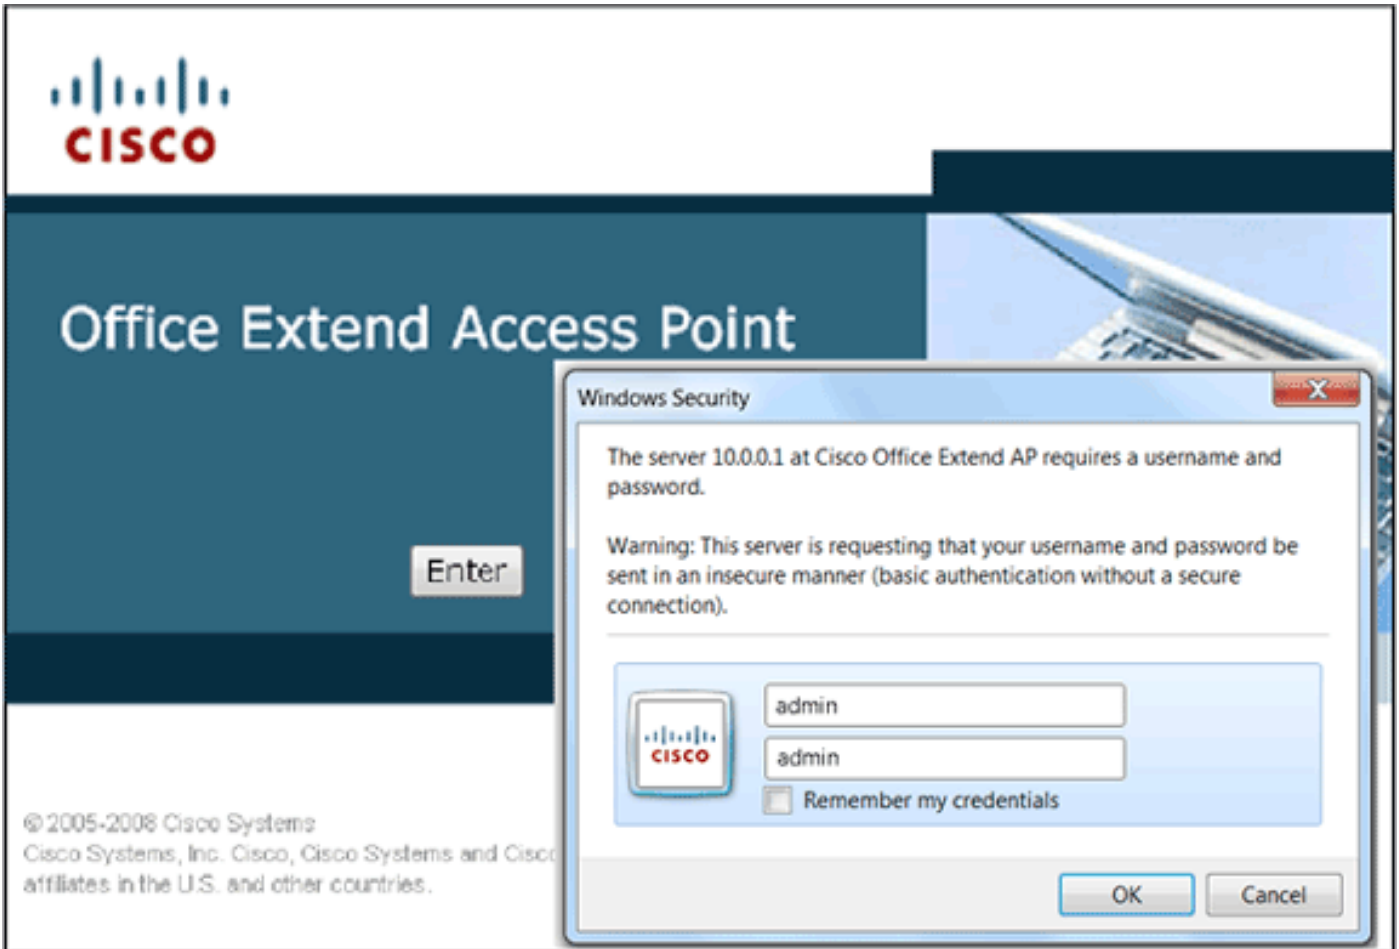 CISCO
Office Extend Access Point
Enter
Windows Security
The server 10.0.0.1 at Cisco Office Extend AP requires a username and
password.
Warning: This server is requesting that your username and password be
sent in an insecure manner (basic authentication without a secure
connection).
CISCO
admin
admin
Remember my credentials
OK
Cancel
© 2005-2008 Cisco Systems
Cisco Systems, Inc. Cisco, Cisco Systems and Cisco
affiliates in the U.S. and other countries.